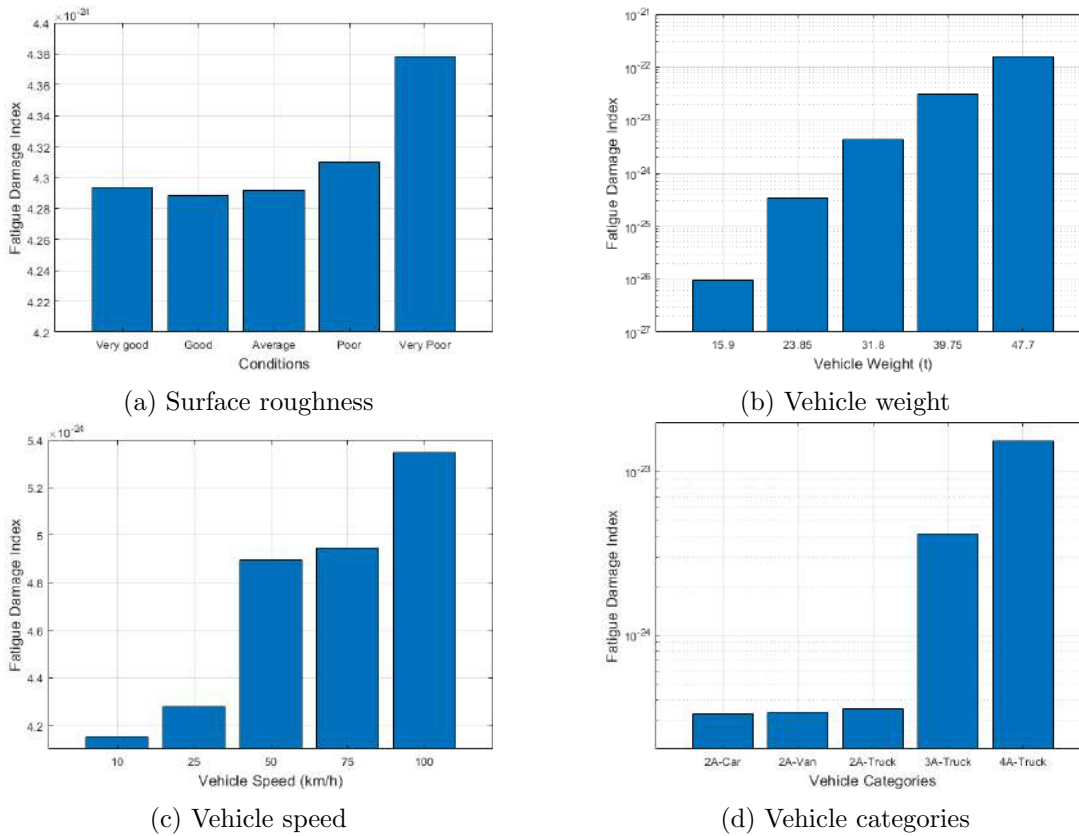 ×10^-24
4.4
4.38
4.36
4.34
4.32
4.3
4.28
4.26
4.24
4.22
4.2
Fatigue Damage Index
Very good Good Average Poor Very Poor
Conditions
(a) Surface roughness
10^-21
10^-22
10^-23
10^-24
10^-25
10^-26
10^-27
Fatigue Damage Index
15.9 23.85 31.8 39.75 47.7
Vehicle Weight (t)
(b) Vehicle weight
×10^-24
5.4
5.2
5
4.8
4.6
4.4
4.2
Fatigue Damage Index
10 25 50 75 100
Vehicle Speed (km/h)
(c) Vehicle speed
10^-23
10^-24
Fatigue Damage Index
2A-Car 2A-Van 2A-Truck 3A-Truck 4A-Truck
Vehicle Categories
(d) Vehicle categories